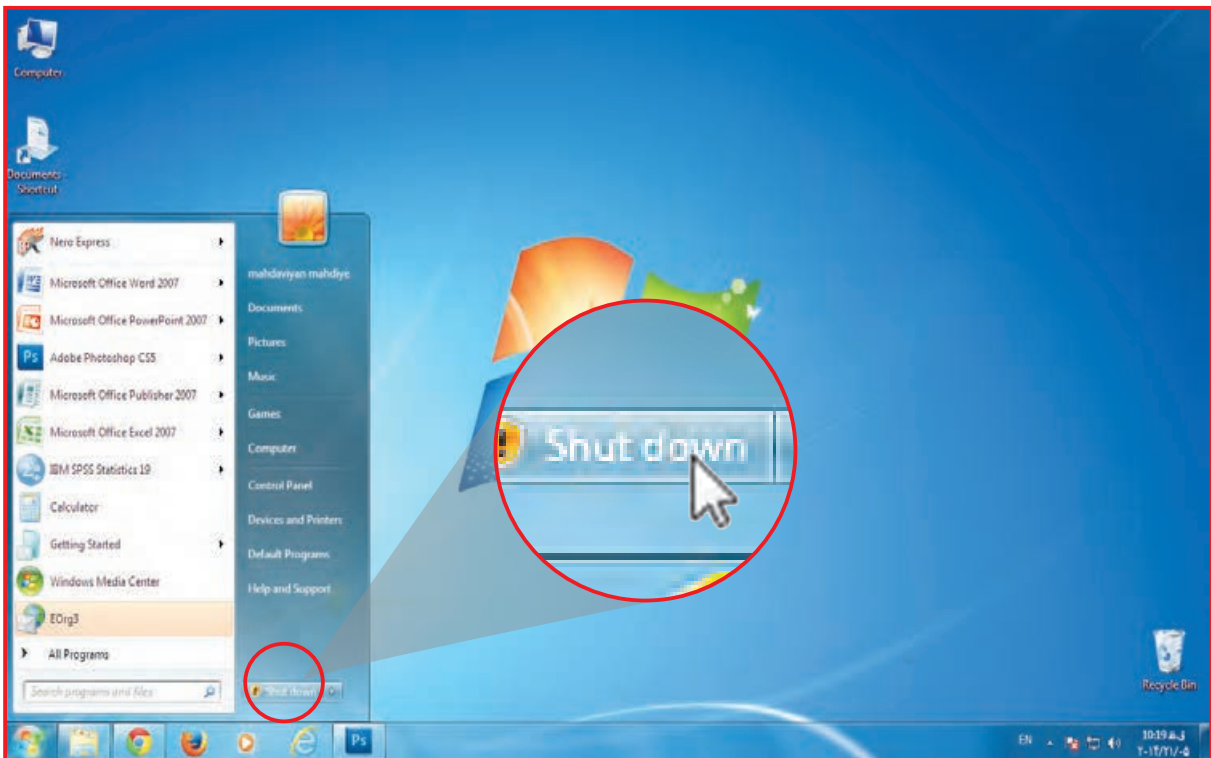 Computer
Documents -
Shortcut
Nero Express
Microsoft Office Word 2007
Microsoft Office PowerPoint 2007
Ps Adobe Photoshop CS5
Microsoft Office Publisher 2007
Microsoft Office Excel 2007
IBM SPSS Statistics 19
Calculator
Getting Started
Windows Media Center
EOrg3
All Programs
Search programs and files
mahdaviyan mahdiye
Documents
Pictures
Music
Games
Computer
Control Panel
Devices and Printers
Default Programs
Help and Support
Shut down
Shut down
Recycle Bin
Ps
EN
10:19 ق.ظ